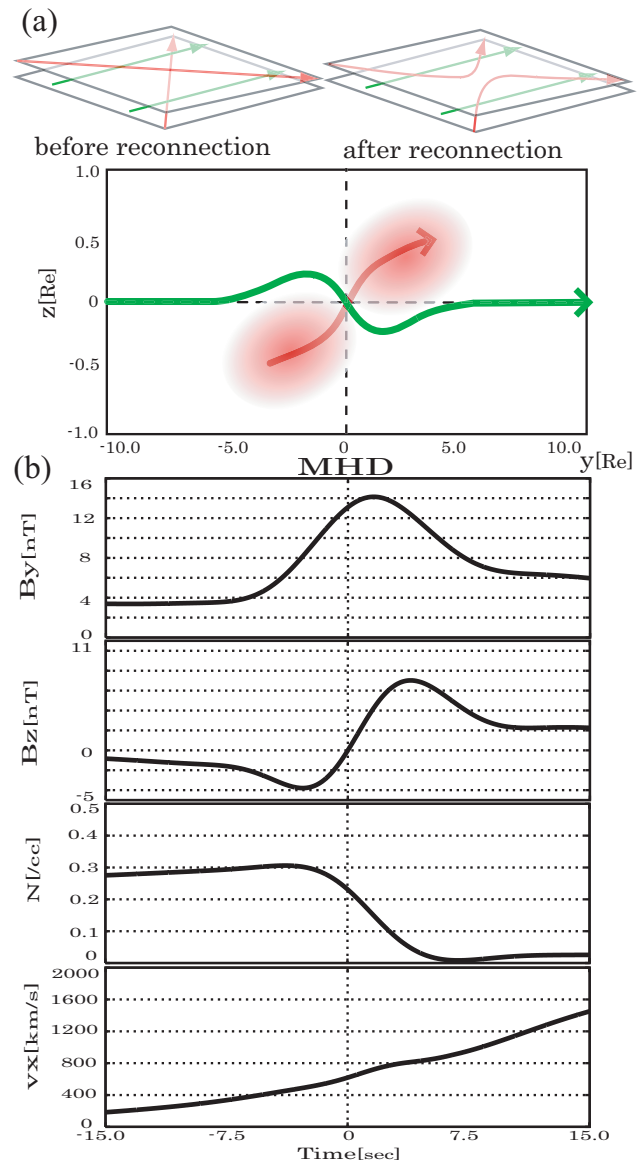 (a)
before reconnection
after reconnection
1.0
0.5
0
-0.5
-1.0
z[Re]
-10.0 -5.0 0 5.0 10.0
y[Re]
(b)
MHD
16
12
8
4
0
By[nT]
11
0
-5
Bz[nT]
0.5
0.4
0.3
0.2
0.1
0
N[/cc]
2000
1600
1200
800
400
0
vx[km/s]
-15.0 -7.5 0 7.5 15.0
Time[sec]